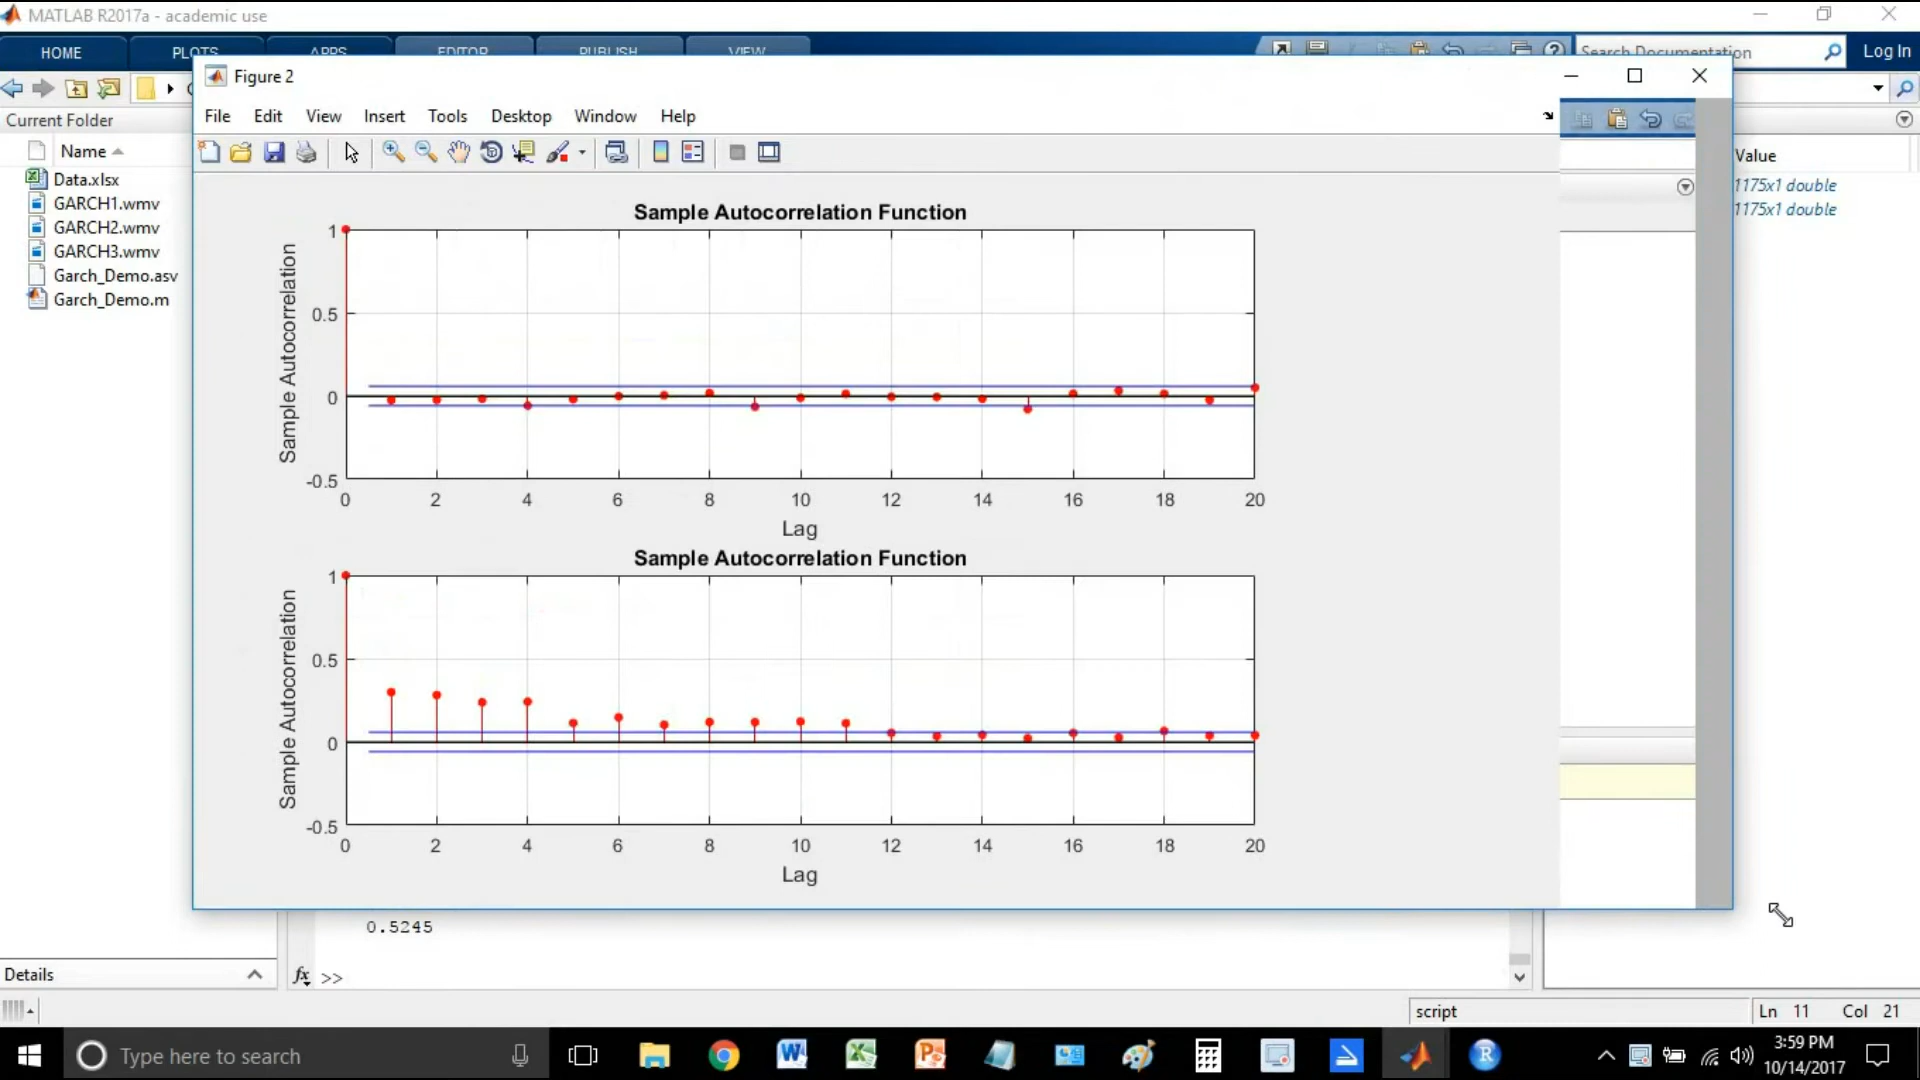 MATLAB R2017a - academic use
HOME PLOTS APPS EDITOR PUBLISH VIEW Search Documentation Log In
Figure 2
File Edit View Insert Tools Desktop Window Help
Current Folder
Name
Value
Data.xlsx
GARCH1.wmv
GARCH2.wmv
GARCH3.wmv
Garch_Demo.asv
Garch_Demo.m
1175x1 double
1175x1 double
Sample Autocorrelation Function
Sample Autocorrelation
1
0.5
0
-0.5
0 2 4 6 8 10 12 14 16 18 20
Lag
Sample Autocorrelation Function
Sample Autocorrelation
1
0.5
0
-0.5
0 2 4 6 8 10 12 14 16 18 20
Lag
0.5245
Details
fx >>
script Ln 11 Col 21
Type here to search
3:59 PM
10/14/2017